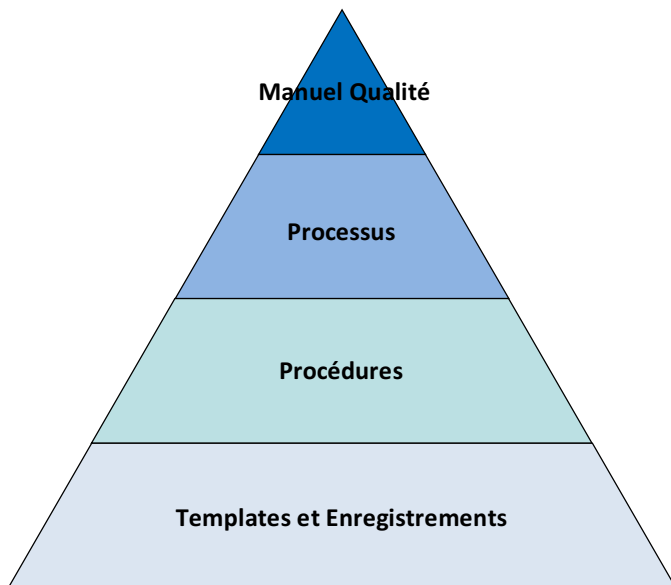 Manuel Qualité
Processus
Procédures
Templates et Enregistrements